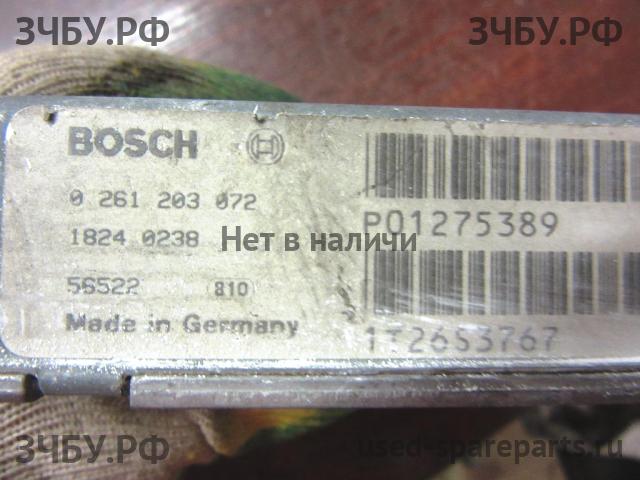 ЗЧБУ.РФ ЗЧБУ.РФ
BOSCH
0 261 203 072
P01275389
1824 0238
Нет в наличи
56522 810
Made in Germany
1T26S3767
ЗЧБУ.РФ
used-spareparts.ru